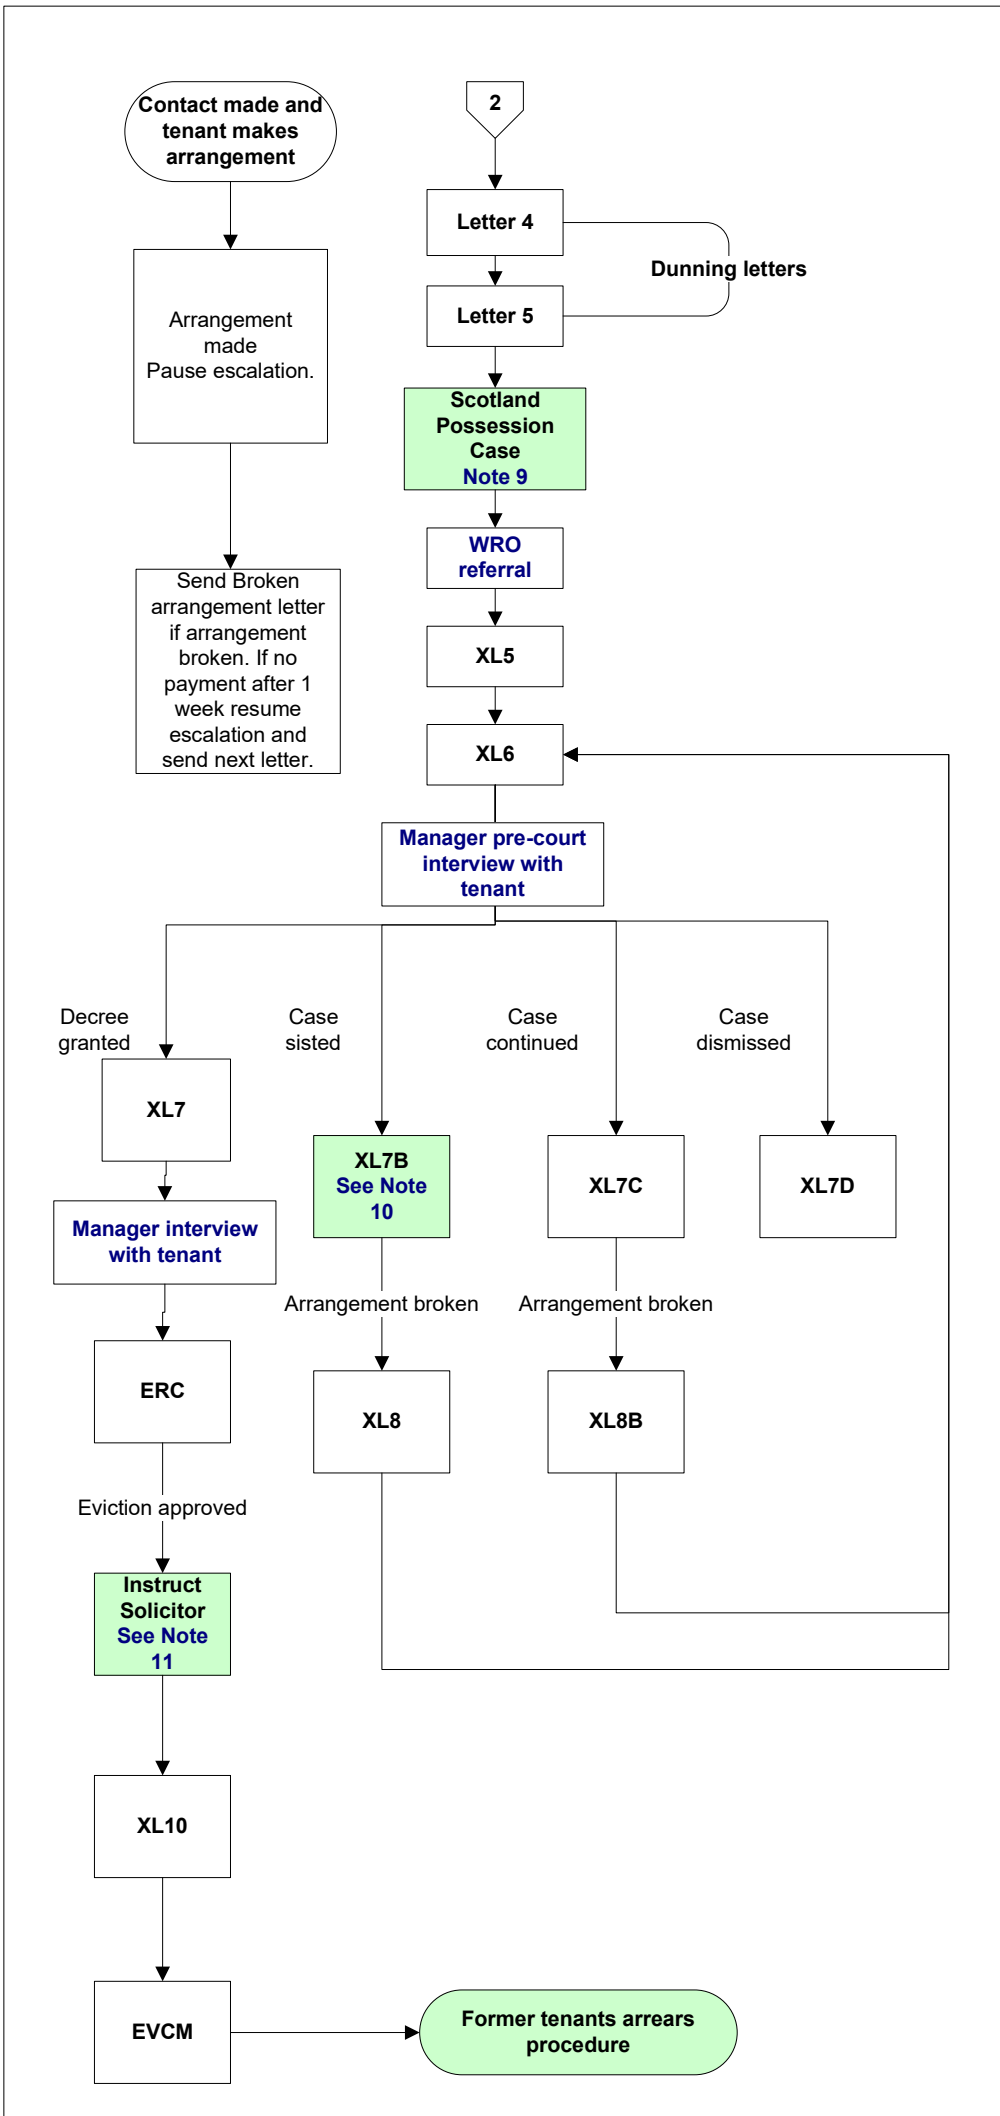 Contact made and
tenant makes
arrangement
2
Letter 4
Dunning letters
Letter 5
Arrangement
made
Pause escalation.
Scotland
Possession
Case
Note 9
WRO
referral
Send Broken
arrangement letter
if arrangement
broken. If no
payment after 1
week resume
escalation and
send next letter.
XL5
XL6
Manager pre-court
interview with
tenant
Decree
granted
Case
sisted
Case
continued
Case
dismissed
XL7
XL7B
See Note
10
XL7C
XL7D
Manager interview
with tenant
Arrangement broken
Arrangement broken
ERC
XL8
XL8B
Eviction approved
Instruct
Solicitor
See Note
11
XL10
EVCM
Former tenants arrears
procedure